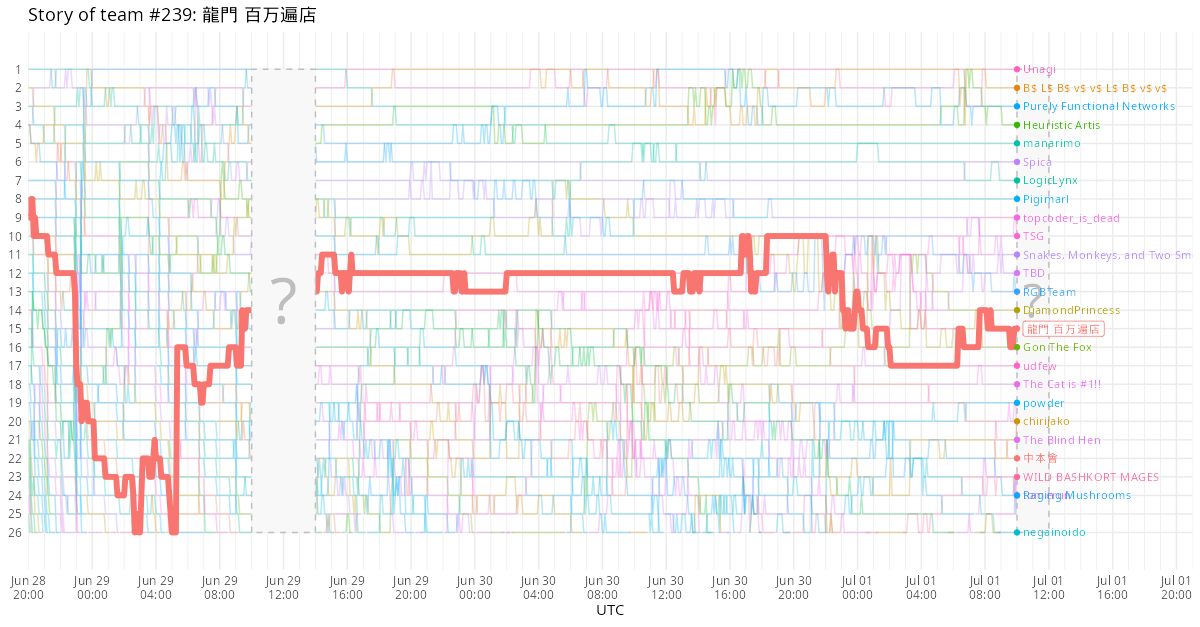 Story of team #239: 龍門 百万遍店
1
2
3
4
5
6
7
8
9
10
11
12
13
14
15
16
17
18
19
20
21
22
23
24
25
26
?
?
Unagi
B$ L$ B$ v$ v$ L$ B$ v$ v$
Purely Functional Networks
Heuristic Artis
manarimo
Spica
LogicLynx
Pigimarl
topcoder_is_dead
TSG
Snakes, Monkeys, and Two Sm
TBD
RGBTeam
DiamondPrincess
龍門 百万遍店
Gon The Fox
udfew
The Cat is #1!!
powder
chirijako
The Blind Hen
中本會
WILD BASHKORT MAGES
Raging Mushrooms
negainoido
Jun 28 Jun 29 Jun 29 Jun 29 Jun 29 Jun 29 Jun 29 Jun 30 Jun 30 Jun 30 Jun 30 Jun 30 Jun 30 Jul 01 Jul 01 Jul 01 Jul 01 Jul 01 Jul 01
20:00 00:00 04:00 08:00 12:00 16:00 20:00 00:00 04:00 08:00 12:00 16:00 20:00 00:00 04:00 08:00 12:00 16:00 20:00
UTC